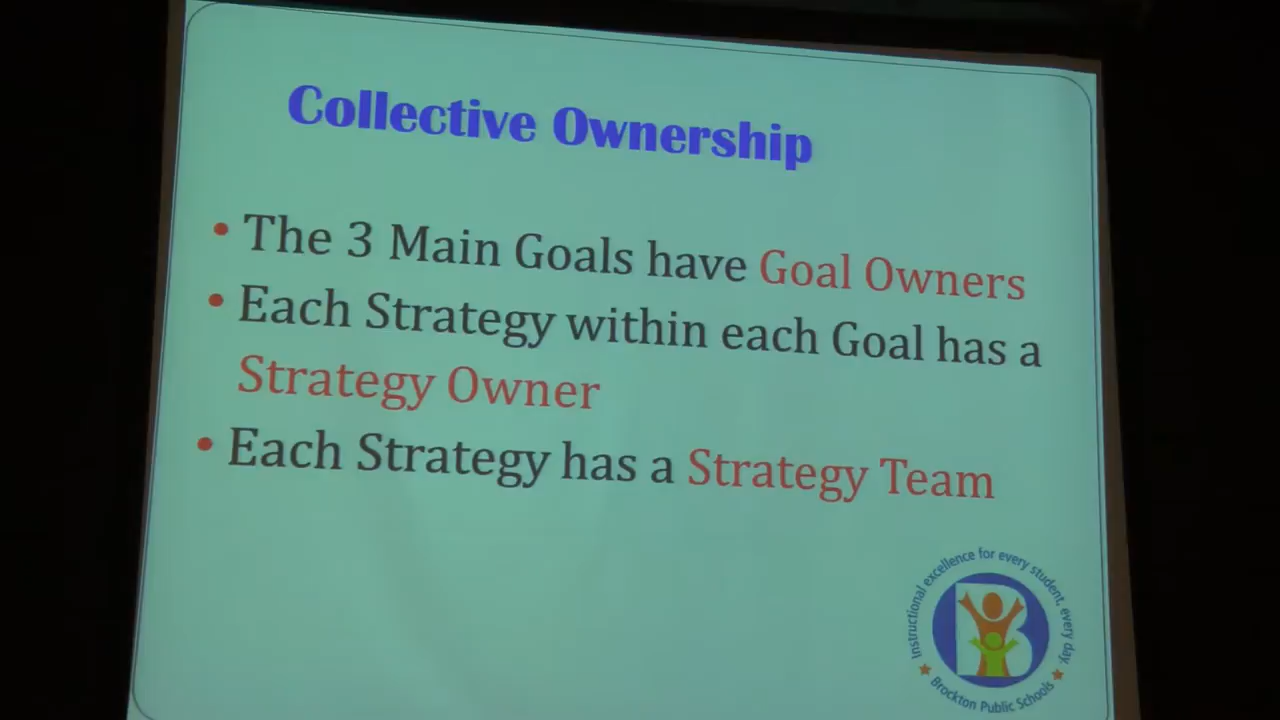 Collective Ownership
• The 3 Main Goals have Goal Owners
• Each Strategy within each Goal has a
Strategy Owner
• Each Strategy has a Strategy Team
Instructional excellence for every student, every day.
B
Brockton Public Schools